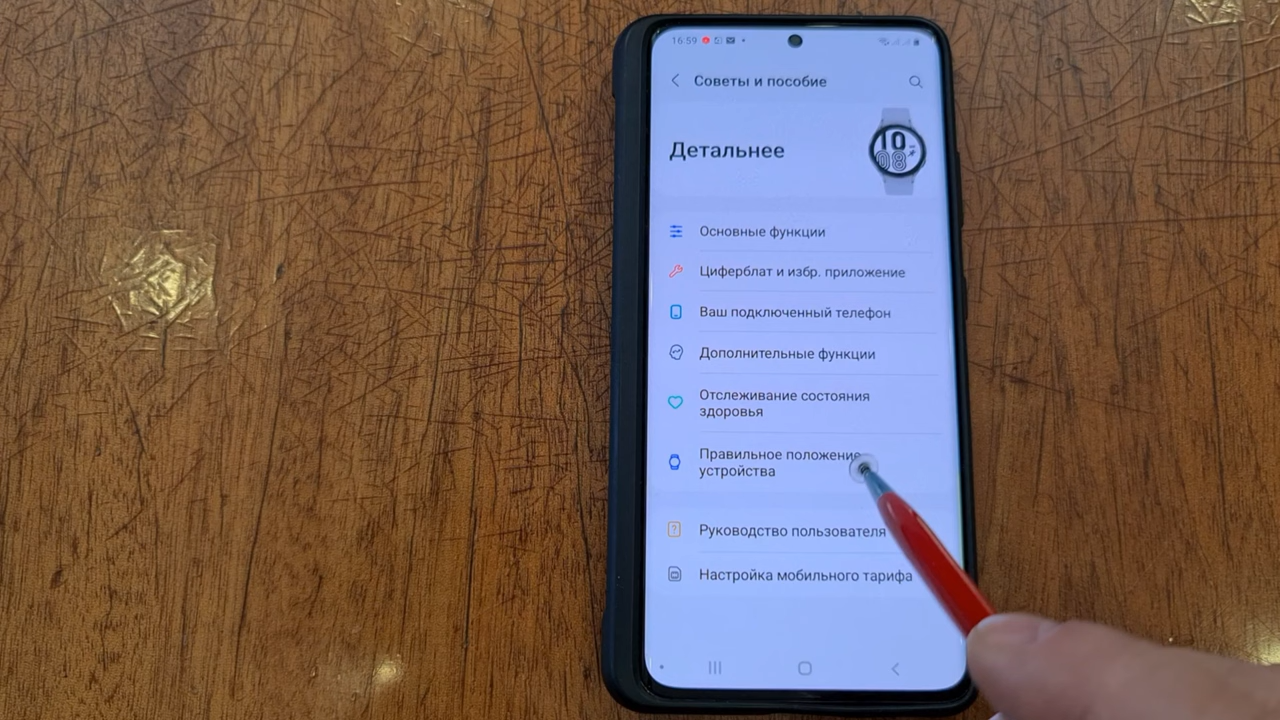 16:59
Советы и пособие
Детальнее
10
08
Основные функции
Циферблат и избр. приложение
Ваш подключенный телефон
Дополнительные функции
Отслеживание состояния
здоровья
Правильное положение
устройства
Руководство пользователя
Настройка мобильного тарифа